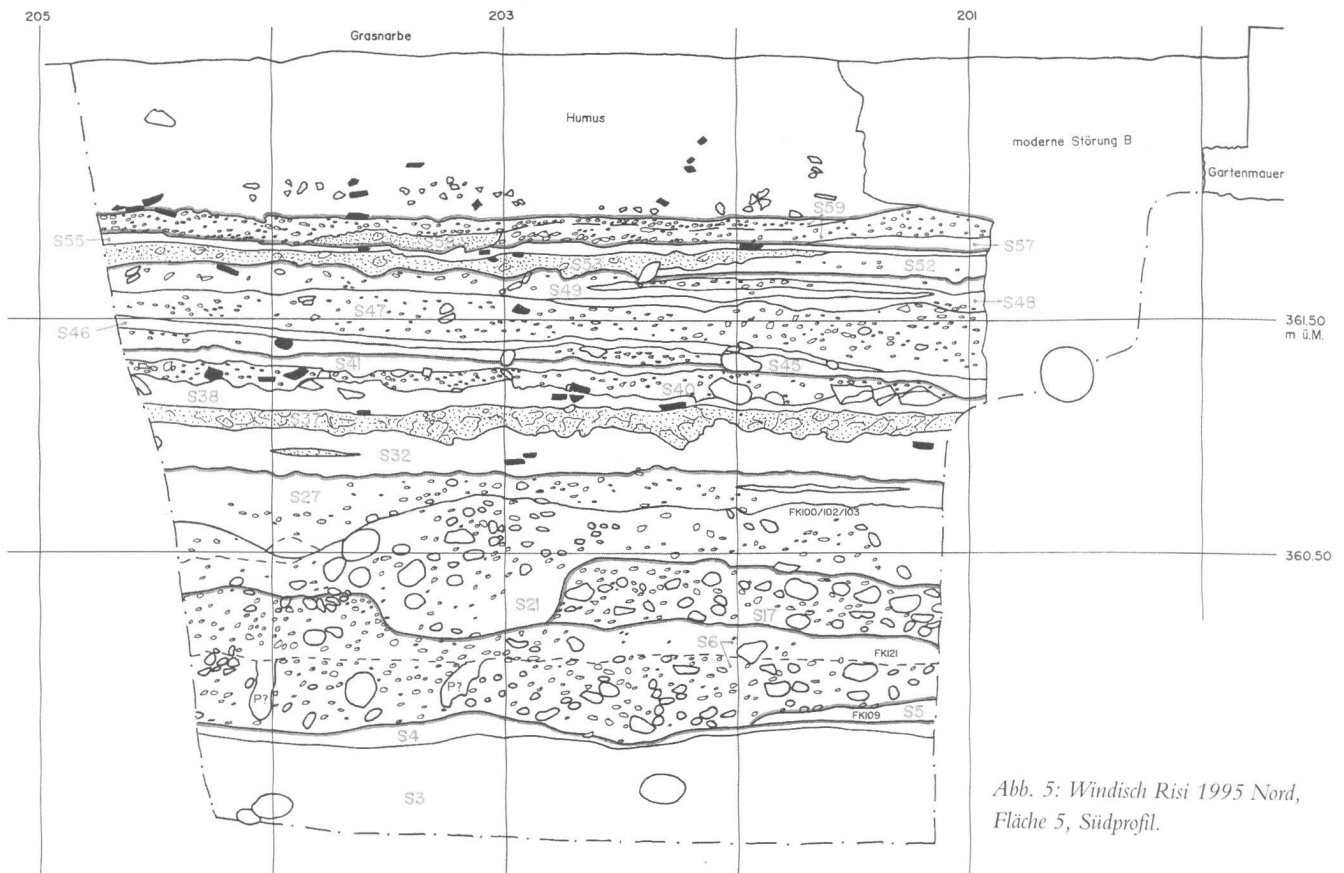 205 203 201
Grasnarbe
Humus
moderne Störung B
Gartenmauer
S59
S55
S57
S53
S52
S49
S48
S47
361.50
m ü.M.
S46
S41
S45
S40
S38
S37
S32
S27
FK100/102/103
360.50
S21
S17
S6
FK121
P?
P?
S5
FK109
S4
S3
Abb. 5: Windisch Risi 1995 Nord,
Fläche 5, Südprofil.